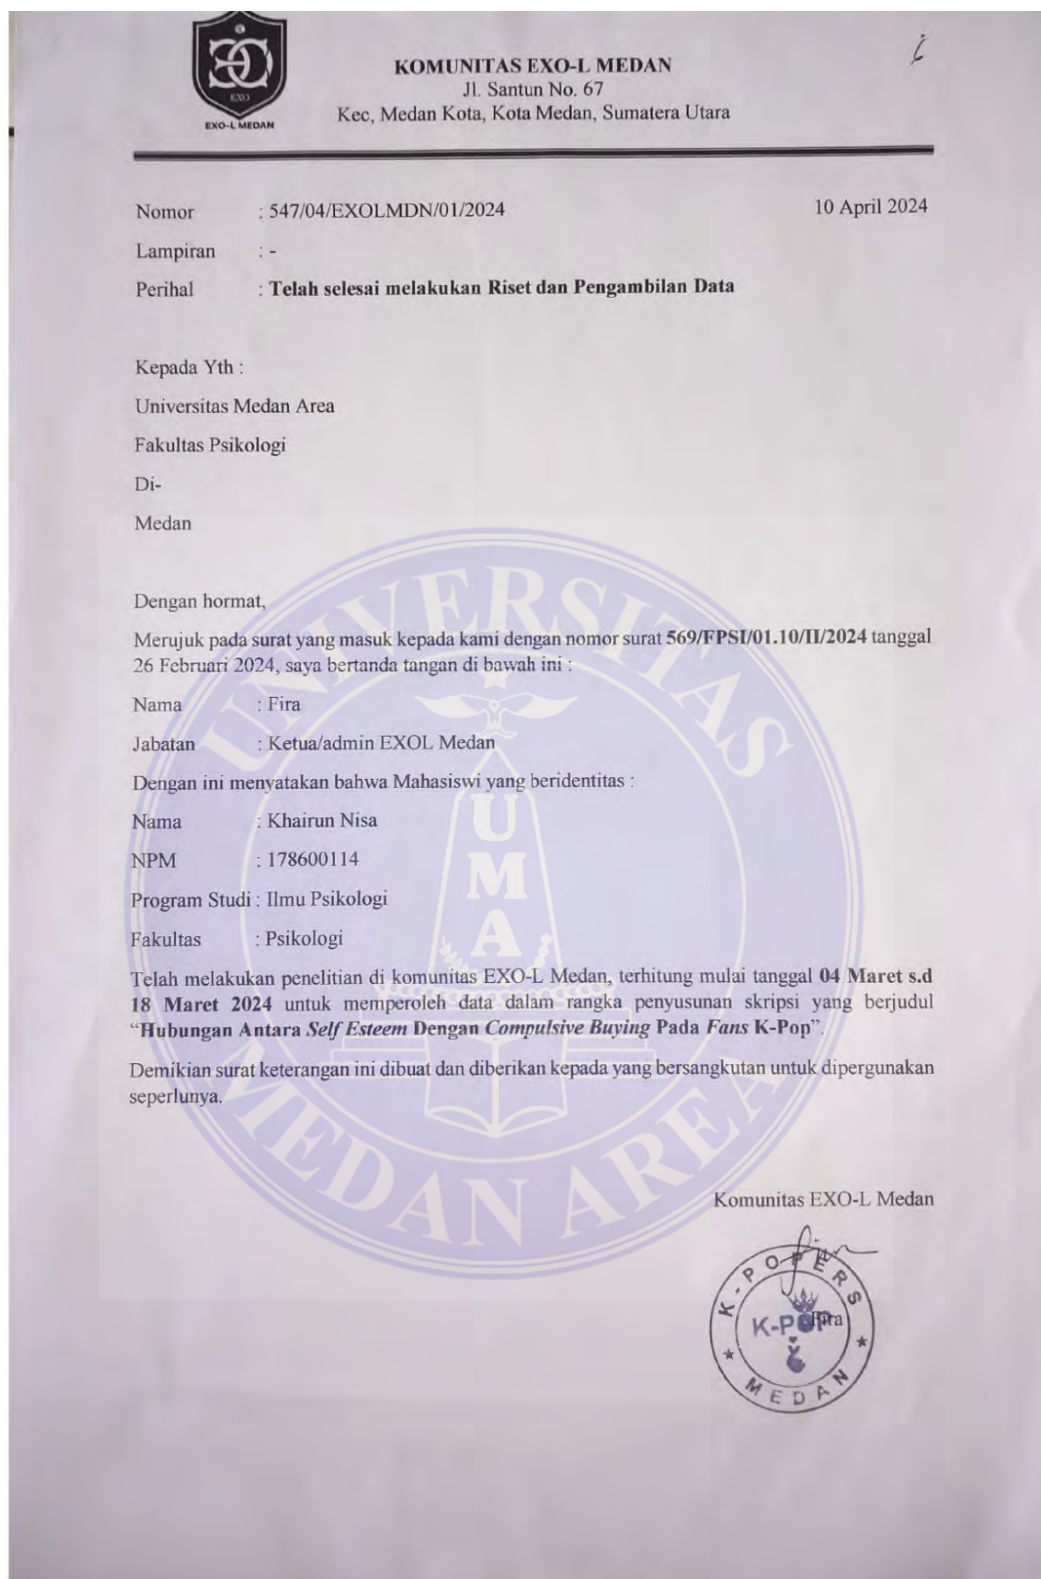 EXO
EXO-L MEDAN
KOMUNITAS EXO-L MEDAN
Jl. Santun No. 67
Kec, Medan Kota, Kota Medan, Sumatera Utara
Nomor : 547/04/EXOLMDN/01/2024 10 April 2024
Lampiran : -
Perihal : Telah selesai melakukan Riset dan Pengambilan Data
Kepada Yth :
Universitas Medan Area
Fakultas Psikologi
Di-
Medan
Dengan hormat,
Merujuk pada surat yang masuk kepada kami dengan nomor surat 569/FPSI/01.10/II/2024 tanggal
26 Februari 2024, saya bertanda tangan di bawah ini :
Nama : Fira
Jabatan : Ketua/admin EXOL Medan
Dengan ini menyatakan bahwa Mahasiswi yang beridentitas :
Nama : Khairun Nisa
NPM : 178600114
Program Studi : Ilmu Psikologi
Fakultas : Psikologi
Telah melakukan penelitian di komunitas EXO-L Medan, terhitung mulai tanggal 04 Maret s.d
18 Maret 2024 untuk memperoleh data dalam rangka penyusunan skripsi yang berjudul
“Hubungan Antara Self Esteem Dengan Compulsive Buying Pada Fans K-Pop”.
Demikian surat keterangan ini dibuat dan diberikan kepada yang bersangkutan untuk dipergunakan
seperlunya.
Komunitas EXO-L Medan
K-POPERS
K-POP
Fira
MEDAN
UNIVERSITAS
UMA
MEDAN AREA